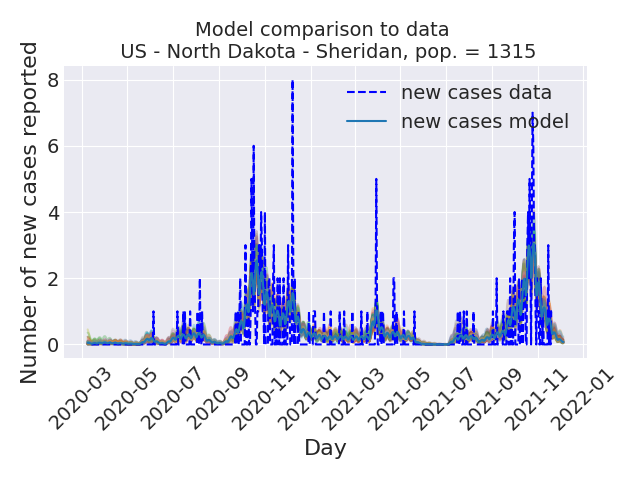 Model comparison to data
US - North Dakota - Sheridan, pop. = 1315
Number of new cases reported
8
6
4
2
0
new cases data
new cases model
2020-03
2020-05
2020-07
2020-09
2020-11
2021-01
2021-03
2021-05
2021-07
2021-09
2021-11
2022-01
Day